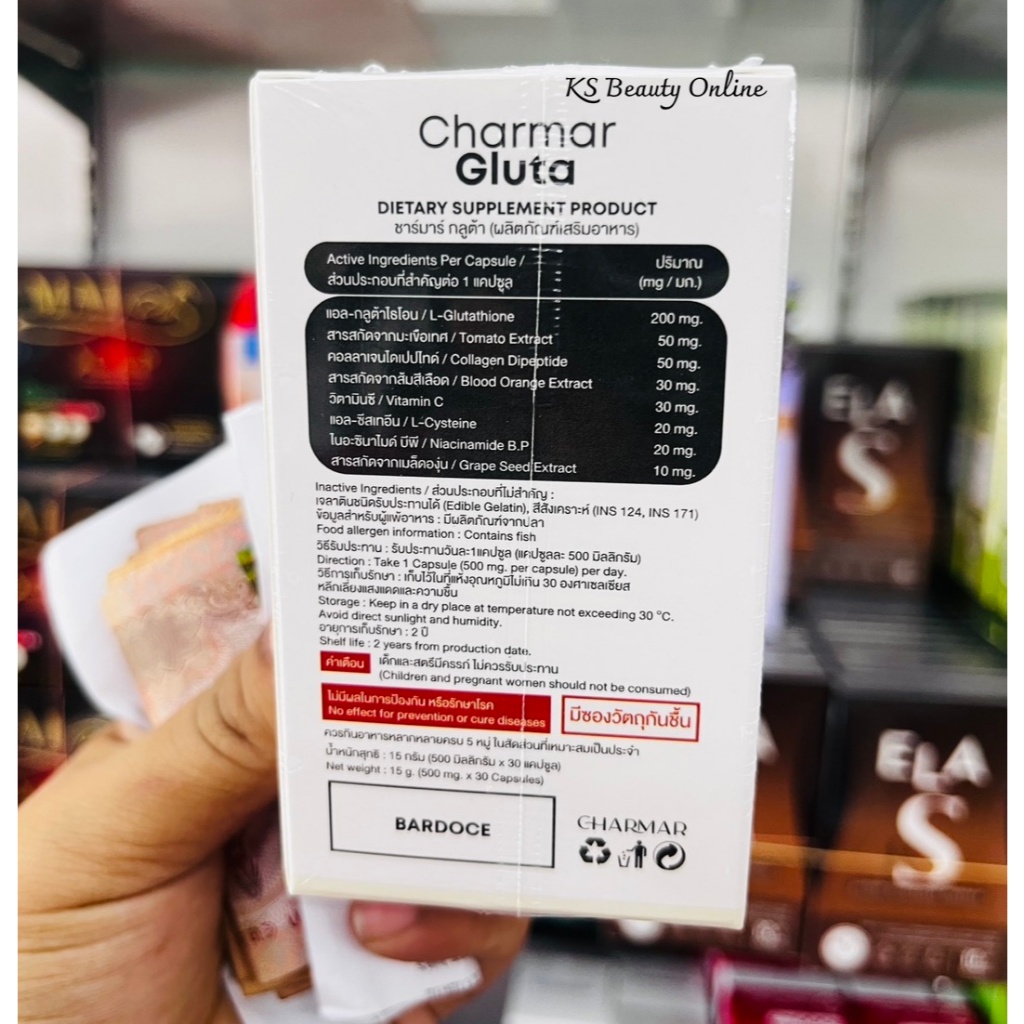 KS Beauty Online
Charmar
Gluta
DIETARY SUPPLEMENT PRODUCT
ชาร์มาร์ กลูต้า (ผลิตภัณฑ์เสริมอาหาร)
Active Ingredients Per Capsule / ปริมาณ
ส่วนประกอบที่สำคัญต่อ 1 แคปซูล (mg / มก.)
แอล-กลูต้าไธโอน / L-Glutathione 200 mg.
สารสกัดจากมะเขือเทศ / Tomato Extract 50 mg.
คอลลาเจนไดเปปไทด์ / Collagen Dipeptide 50 mg.
สารสกัดจากส้มสีเลือด / Blood Orange Extract 30 mg.
วิตามินซี / Vitamin C 30 mg.
แอล-ซีสเทอีน / L-Cysteine 20 mg.
ไนอะซินาไมด์ บีพี / Niacinamide B.P 20 mg.
สารสกัดจากเมล็ดองุ่น / Grape Seed Extract 10 mg.
Inactive Ingredients / ส่วนประกอบที่ไม่สำคัญ :
เจลาตินชนิดรับประทานได้ (Edible Gelatin), สีสังเคราะห์ (INS 124, INS 171)
ข้อมูลสำหรับผู้แพ้อาหาร : มีผลิตภัณฑ์จากปลา
Food allergen information : Contains fish
วิธีรับประทาน : รับประทานวันละ1แคปซูล (แคปซูลละ 500 มิลลิกรัม)
Direction : Take 1 Capsule (500 mg. per capsule) per day.
วิธีการเก็บรักษา : เก็บไว้ในที่แห้งอุณหภูมิไม่เกิน 30 องศาเซลเซียส
หลีกเลี่ยงแสงแดดและความชื้น
Storage : Keep in a dry place at temperature not exceeding 30 °C.
Avoid direct sunlight and humidity.
อายุการเก็บรักษา : 2 ปี
Shelf life : 2 years from production date.
คำเตือน เด็กและสตรีมีครรภ์ ไม่ควรรับประทาน
(Children and pregnant women should not be consumed)
ไม่มีผลในการป้องกัน หรือรักษาโรค
No effect for prevention or cure diseases
มีซองวัตถุกันชื้น
ควรกินอาหารหลากหลายครบ 5 หมู่ ในสัดส่วนที่เหมาะสมเป็นประจำ
น้ำหนักสุทธิ : 15 กรัม (500 มิลลิกรัม x 30 แคปซูล)
Net weight : 15 g. (500 mg. x 30 Capsules)
BARDOCE
CHARMAR
ELA
S
ELA
S